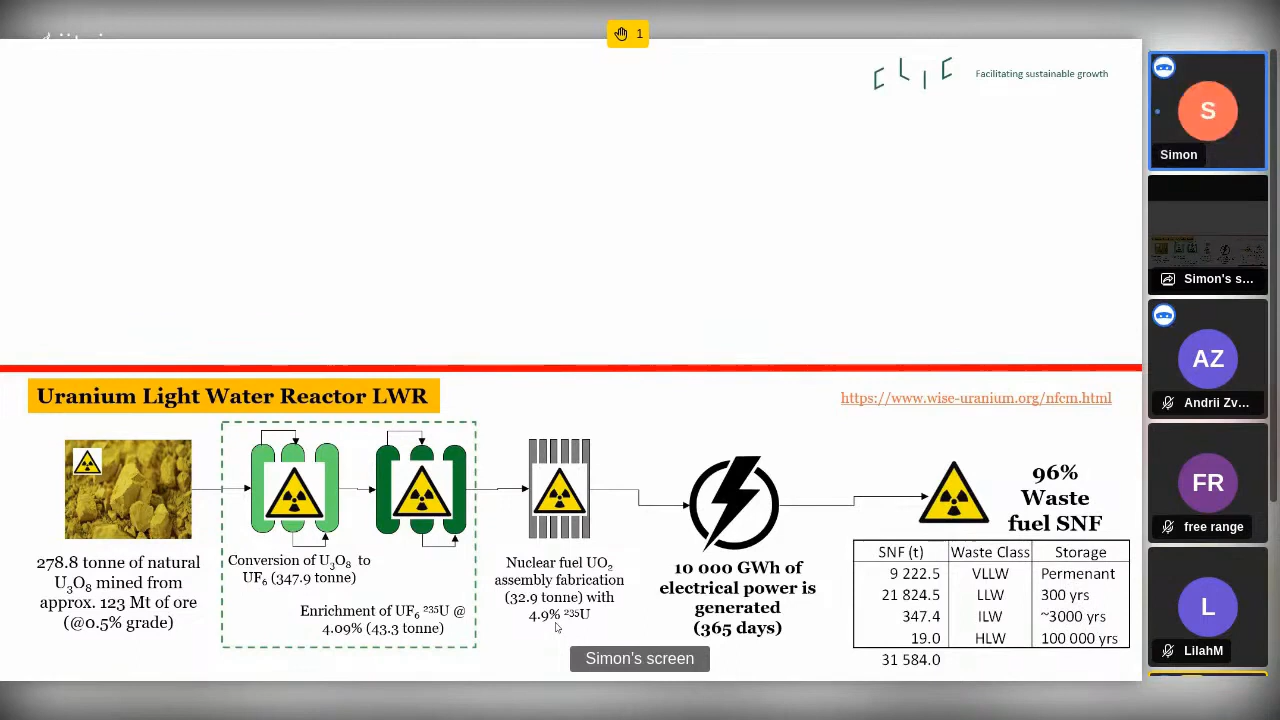 1
CLIC
Facilitating sustainable growth
Uranium Light Water Reactor LWR
https://www.wise-uranium.org/nfcm.html
278.8 tonne of natural
U₃O₈ mined from
approx. 123 Mt of ore
(@0.5% grade)
Conversion of U₃O₈ to
UF₆ (347.9 tonne)
Enrichment of UF₆ ²³⁵U @
4.09% (43.3 tonne)
Nuclear fuel UO₂
assembly fabrication
(32.9 tonne) with
4.9% ²³⁵U
10 000 GWh of
electrical power is
generated
(365 days)
96%
Waste
fuel SNF
SNF (t) Waste Class Storage
9 222.5 VLLW Permenant
21 824.5 LLW 300 yrs
347.4 ILW ~3000 yrs
19.0 HLW 100 000 yrs
31 584.0
Simon's screen
S
Simon
Simon's s...
AZ
Andrii Zv...
FR
free range
L
LilahM